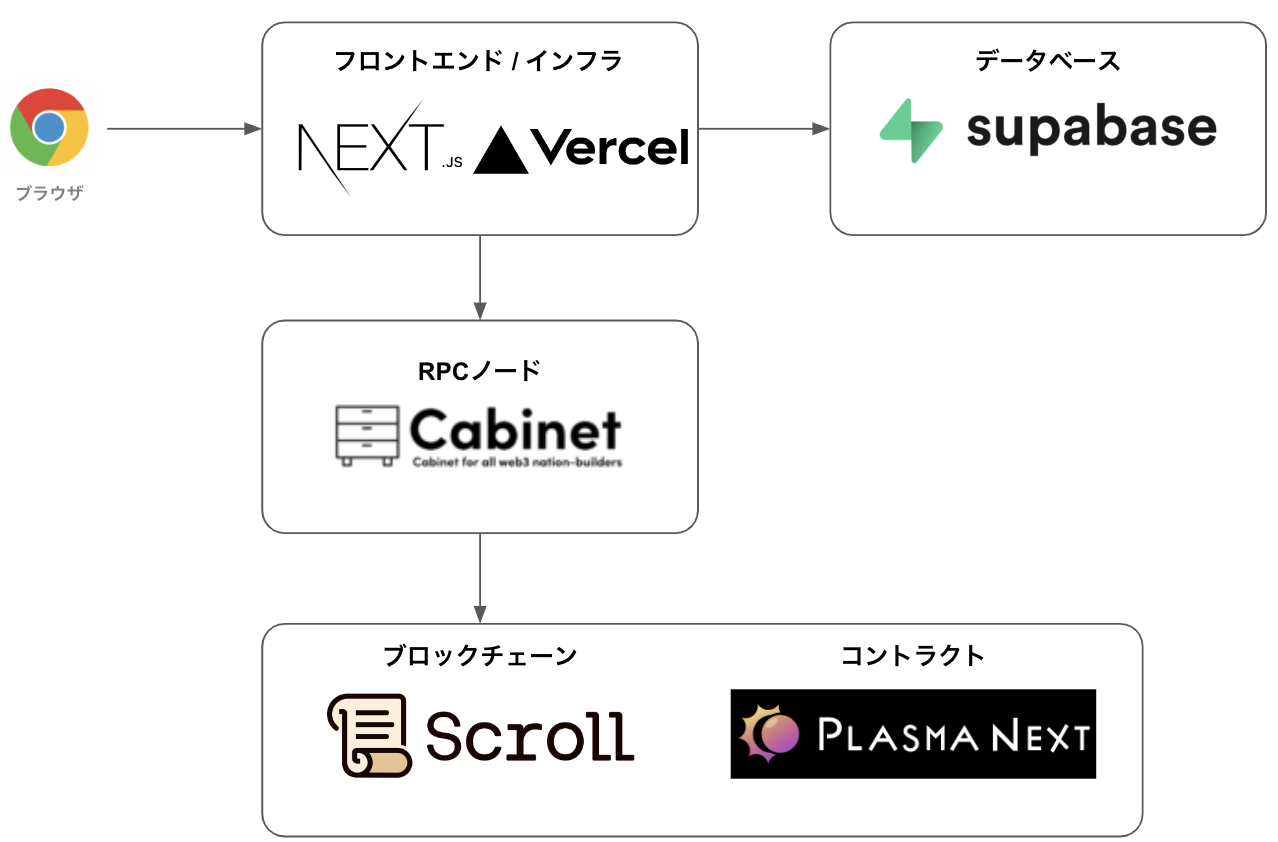 フロントエンド / インフラ
NEXT.JS
Vercel
データベース
supabase
ブラウザ
RPCノード
Cabinet
Cabinet for all web3 nation-builders
ブロックチェーン
Scroll
コントラクト
PLASMA NEXT